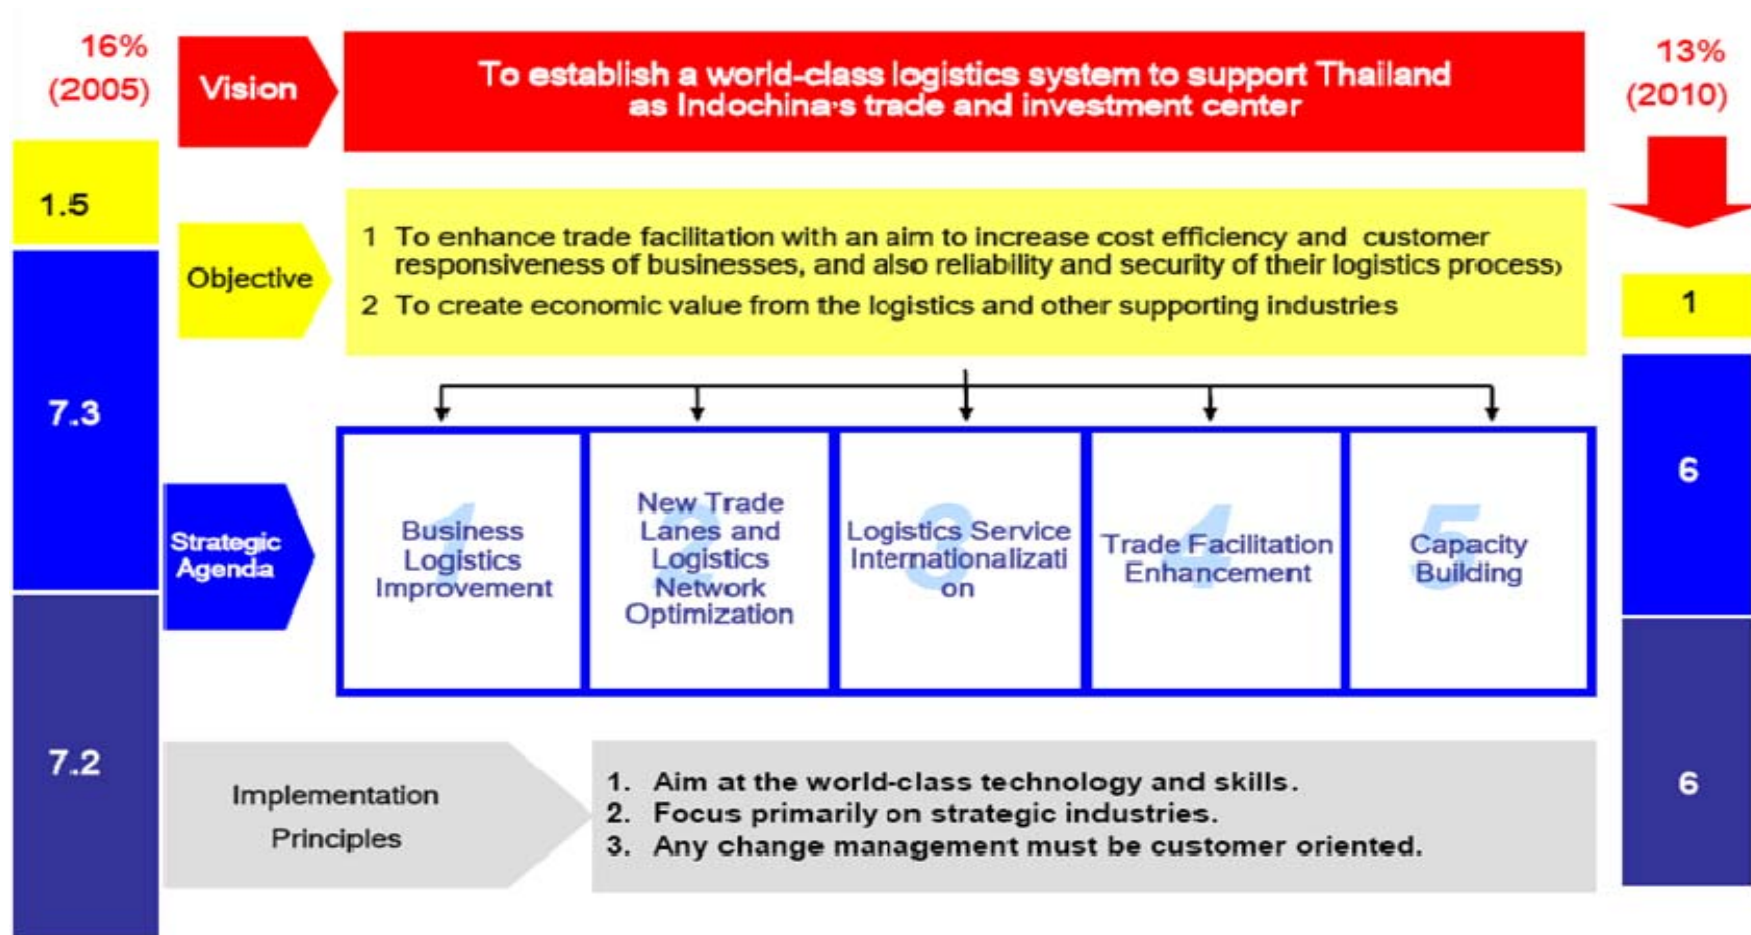 16%
(2005)
Vision
To establish a world-class logistics system to support Thailand
as Indochina's trade and investment center
13%
(2010)
1.5
Objective
1 To enhance trade facilitation with an aim to increase cost efficiency and customer
responsiveness of businesses, and also reliability and security of their logistics process)
2 To create economic value from the logistics and other supporting industries
1
7.3
6
Strategic
Agenda
1
Business
Logistics
Improvement
2
New Trade
Lanes and
Logistics
Network
Optimization
3
Logistics Service
Internationalizati
on
4
Trade Facilitation
Enhancement
5
Capacity
Building
7.2
Implementation
Principles
1. Aim at the world-class technology and skills.
2. Focus primarily on strategic industries.
3. Any change management must be customer oriented.
6